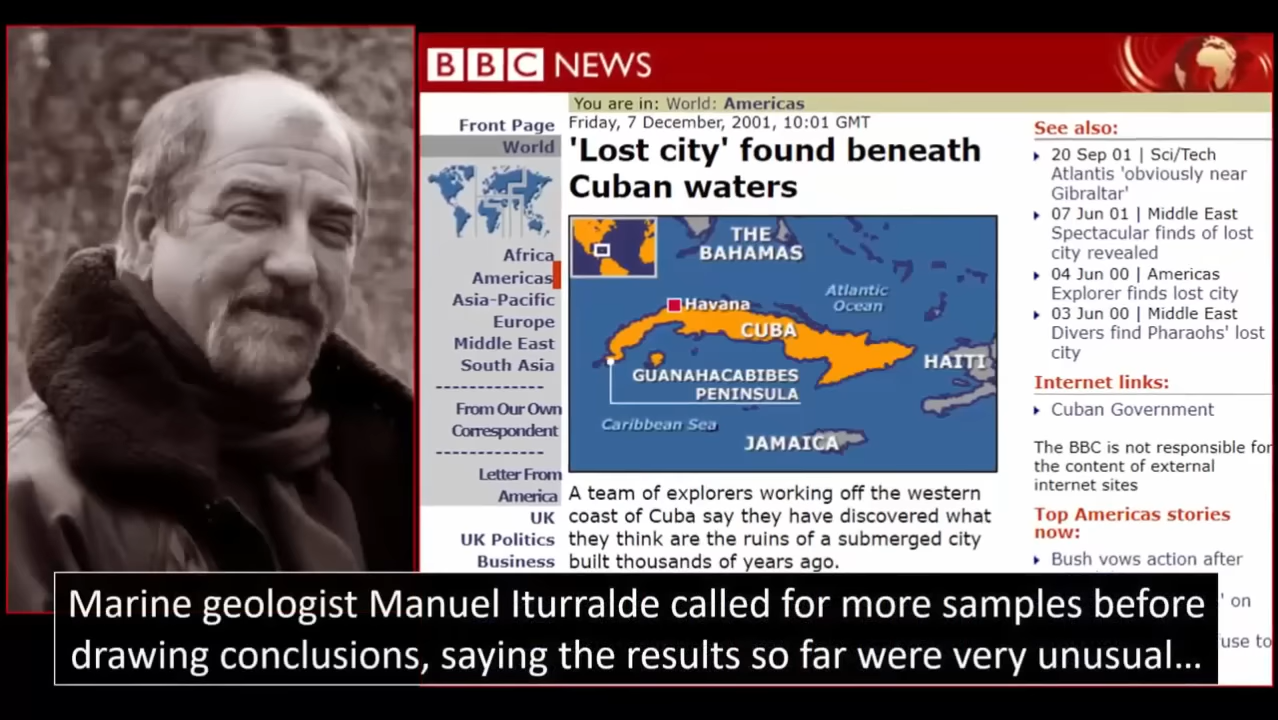 BBC NEWS
You are in: World: Americas
Friday, 7 December, 2001, 10:01 GMT
'Lost city' found beneath
Cuban waters
Front Page
World
Africa
Americas
Asia-Pacific
Europe
Middle East
South Asia
From Our Own
Correspondent
Letter From
America
UK
UK Politics
Business
THE
BAHAMAS
Atlantic
Ocean
Havana
CUBA
HAITI
GUANAHACABIBES
PENINSULA
Caribbean Sea
JAMAICA
A team of explorers working off the western
coast of Cuba say they have discovered what
they think are the ruins of a submerged city
built thousands of years ago.
See also:
20 Sep 01 | Sci/Tech
Atlantis 'obviously near
Gibraltar'
07 Jun 01 | Middle East
Spectacular finds of lost
city revealed
04 Jun 00 | Americas
Explorer finds lost city
03 Jun 00 | Middle East
Divers find Pharaohs' lost
city
Internet links:
Cuban Government
The BBC is not responsible for
the content of external
internet sites
Top Americas stories
now:
Bush vows action after
' on
fuse to
Marine geologist Manuel Iturralde called for more samples before
drawing conclusions, saying the results so far were very unusual...